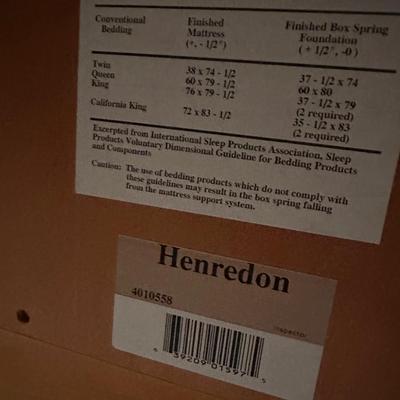 Conventional Bedding
Finished Mattress (+, - 1/2")
Finished Box Spring Foundation ( + 1/2", -0 )
Twin 38 x 74 - 1/2 37 - 1/2 x 74
Queen 60 x 79 - 1/2 60 x 80
King 76 x 79 - 1/2 37 - 1/2 x 79
(2 required)
California King 72 x 83 - 1/2 35 - 1/2 x 83
(2 required)
Excerpted from International Sleep Products Association, Sleep
Products Voluntary Dimensional Guideline for Bedding Products
and Components
Caution: The use of bedding products which do not comply with
these guidelines may result in the box spring falling
from the mattress support system.
Henredon
4010558
Inspector
6 39209 01597 5